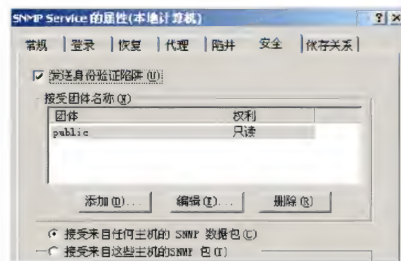 SNMP Service 的属性(本地计算机)
常规 登录 恢复 代理 陷井 安全 依存关系
发送身份验证陷阱(U)
接受团体名称(N)
团体 权利
public 只读
添加(D)... 编辑(E)... 删除(R)
接受来自任何主机的 SNMP 数据包(C)
接受来自这些主机的SNMP 包(T)